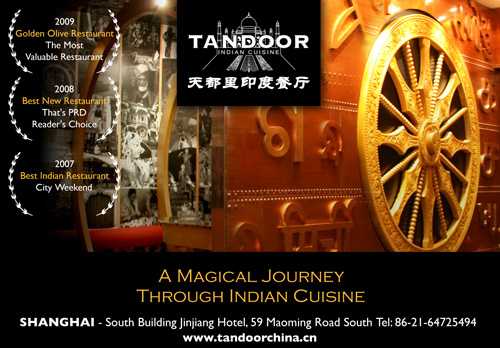 2009
Golden Olive Restaurant
The Most
Valuable Restaurant
2008
Best New Restaurant
That's PRD
Reader's Choice
2007
Best Indian Restaurant
City Weekend
TANDOOR
INDIAN CUISINE
天都里印度餐厅
A Magical Journey
Through Indian Cuisine
SHANGHAI - South Building Jinjiang Hotel, 59 Maoming Road South Tel: 86-21-64725494
www.tandoorchina.cn